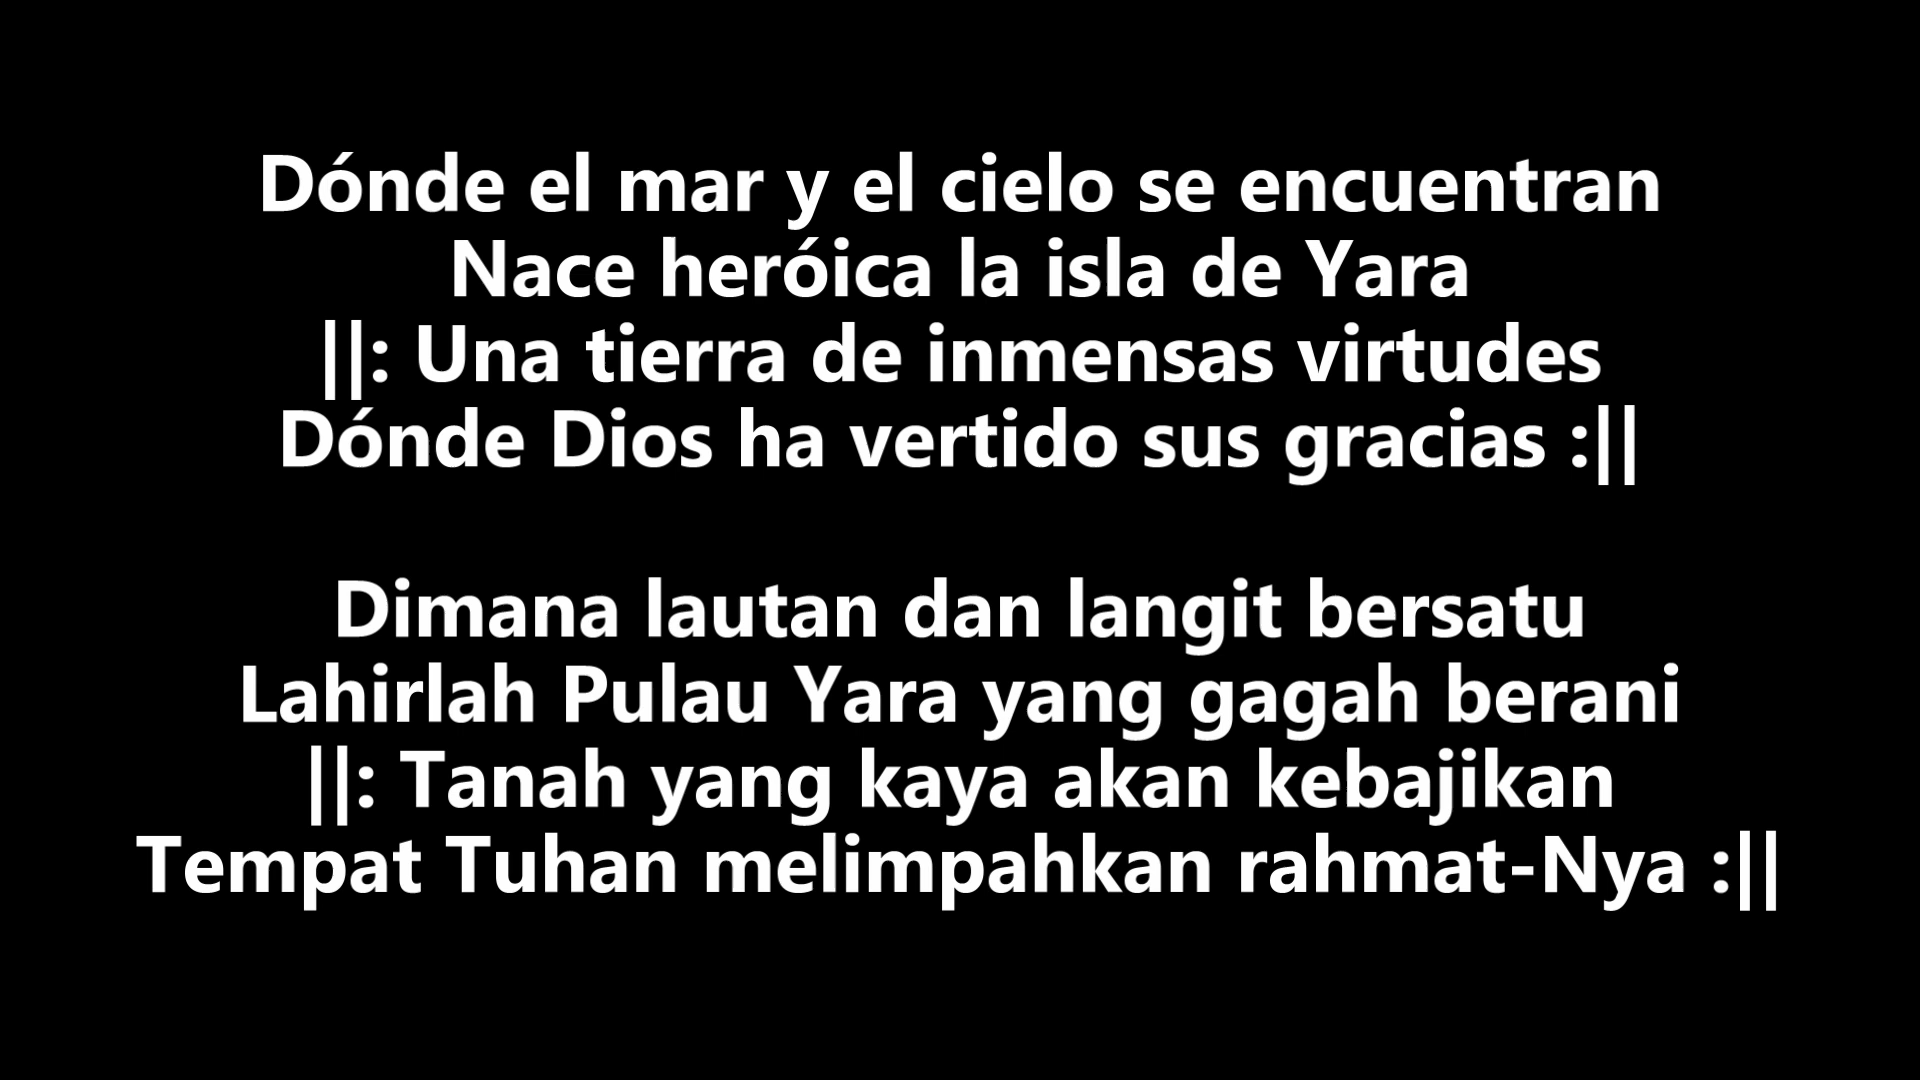 Dónde el mar y el cielo se encuentran
Nace heróica la isla de Yara
||: Una tierra de inmensas virtudes
Dónde Dios ha vertido sus gracias :||
Dimana lautan dan langit bersatu
Lahirlah Pulau Yara yang gagah berani
||: Tanah yang kaya akan kebajikan
Tempat Tuhan melimpahkan rahmat-Nya :||